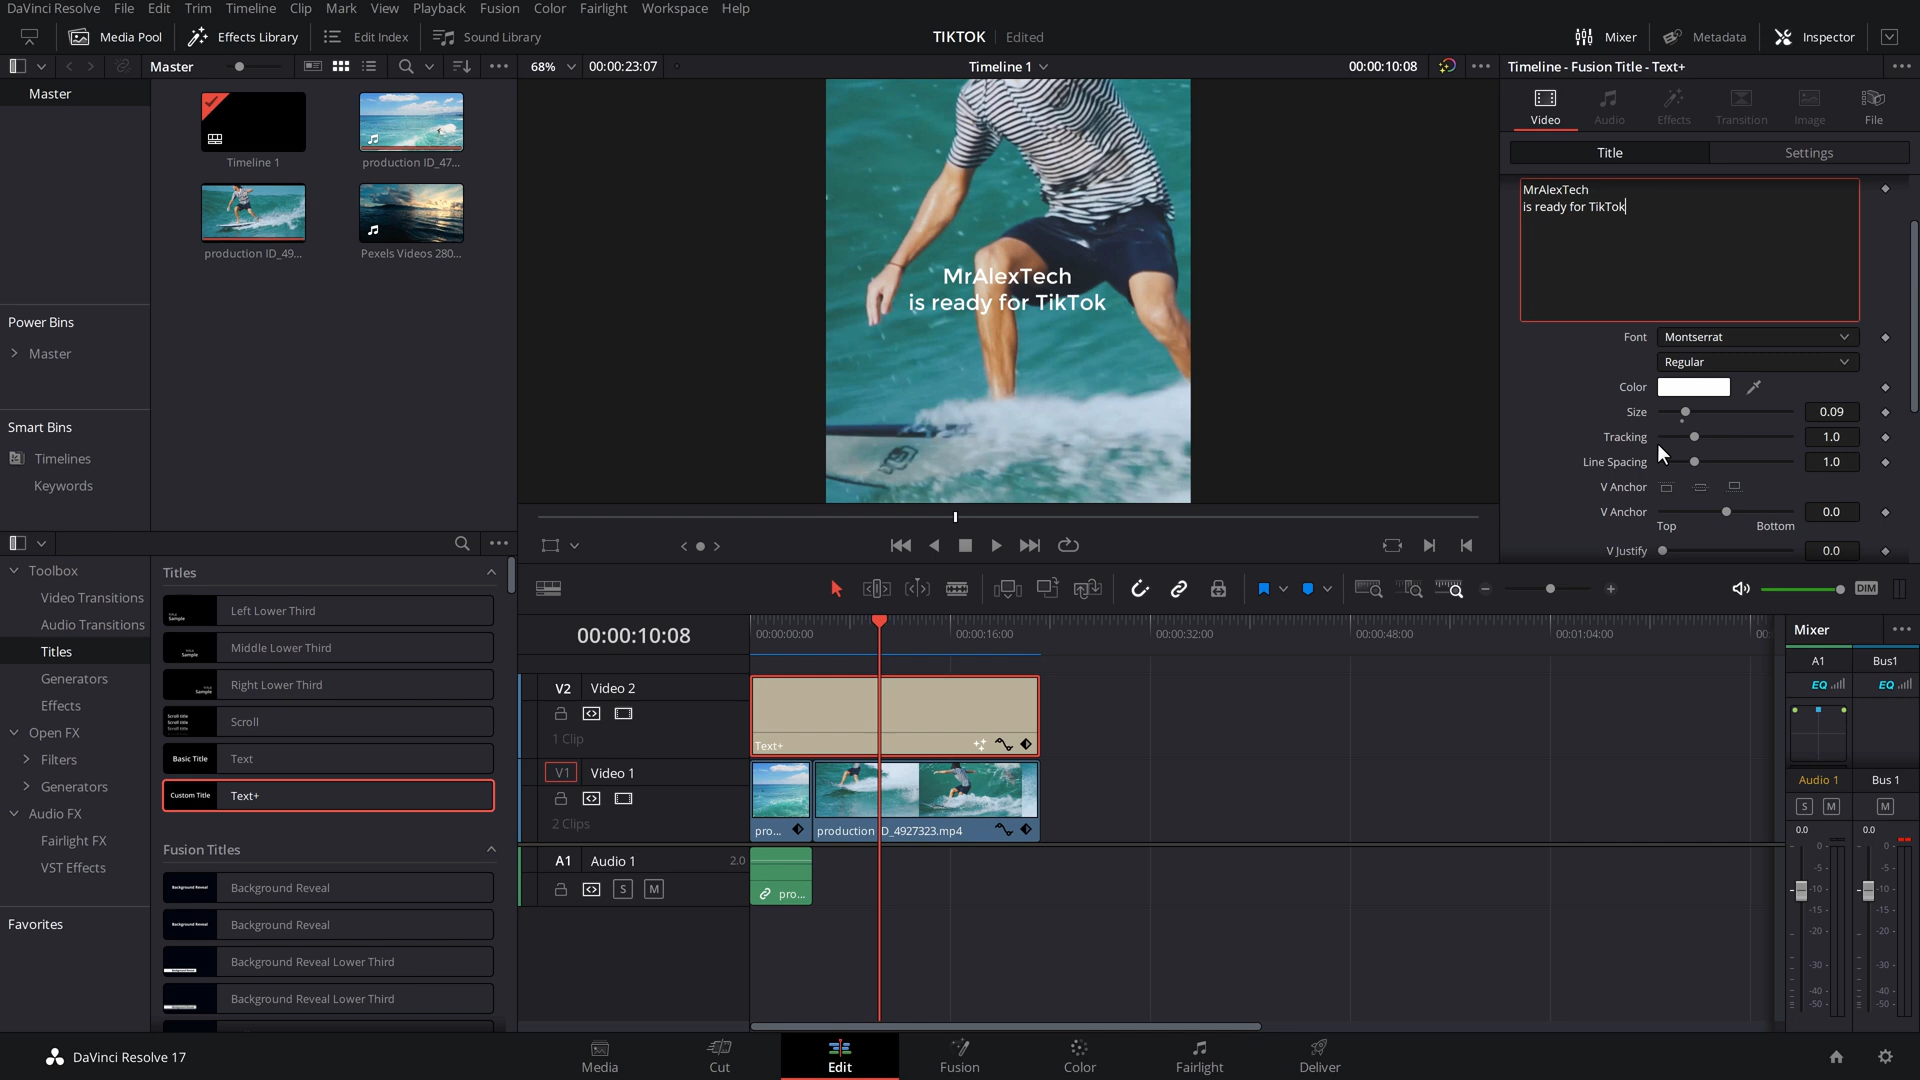 DaVinci Resolve File Edit Trim Timeline Clip Mark View Playback Fusion Color Fairlight Workspace Help
Media Pool Effects Library Edit Index Sound Library
TIKTOK Edited
Mixer Metadata Inspector
Master
68% 00:00:23:07 Timeline 1 00:00:10:08
Timeline - Fusion Title - Text+
Master
Timeline 1
production ID_47...
production ID_49...
Pexels Videos 280...
Power Bins
Master
Smart Bins
Timelines
Keywords
MrAlexTech
is ready for TikTok
Video Audio Effects Transition Image File
Title Settings
MrAlexTech
is ready for TikTok
Font Montserrat
Regular
Color
Size 0.09
Tracking 1.0
Line Spacing 1.0
V Anchor
V Anchor 0.0
Top Bottom
V Justify 0.0
Toolbox
Video Transitions
Audio Transitions
Titles
Generators
Effects
Open FX
Filters
Generators
Audio FX
Fairlight FX
VST Effects
Favorites
Titles
Left Lower Third
Middle Lower Third
Right Lower Third
Scroll
Basic Title Text
Custom Title Text+
Fusion Titles
Background Reveal
Background Reveal
Background Reveal Lower Third
Background Reveal Lower Third
DIM
00:00:10:08
00:00:00:00 00:00:16:00 00:00:32:00 00:00:48:00 00:01:04:00 00:
V2 Video 2
1 Clip
Text+
V1 Video 1
2 Clips
pro... production ID_4927323.mp4
A1 Audio 1 2.0
S M
pro...
Mixer
A1 Bus1
EQ EQ
Audio 1 Bus 1
S M M
0.0 0.0
0 0
-5 -5
-10 -10
-15 -15
-20 -20
-30 -30
-40 -40
-50 -50
DaVinci Resolve 17
Media Cut Edit Fusion Color Fairlight Deliver